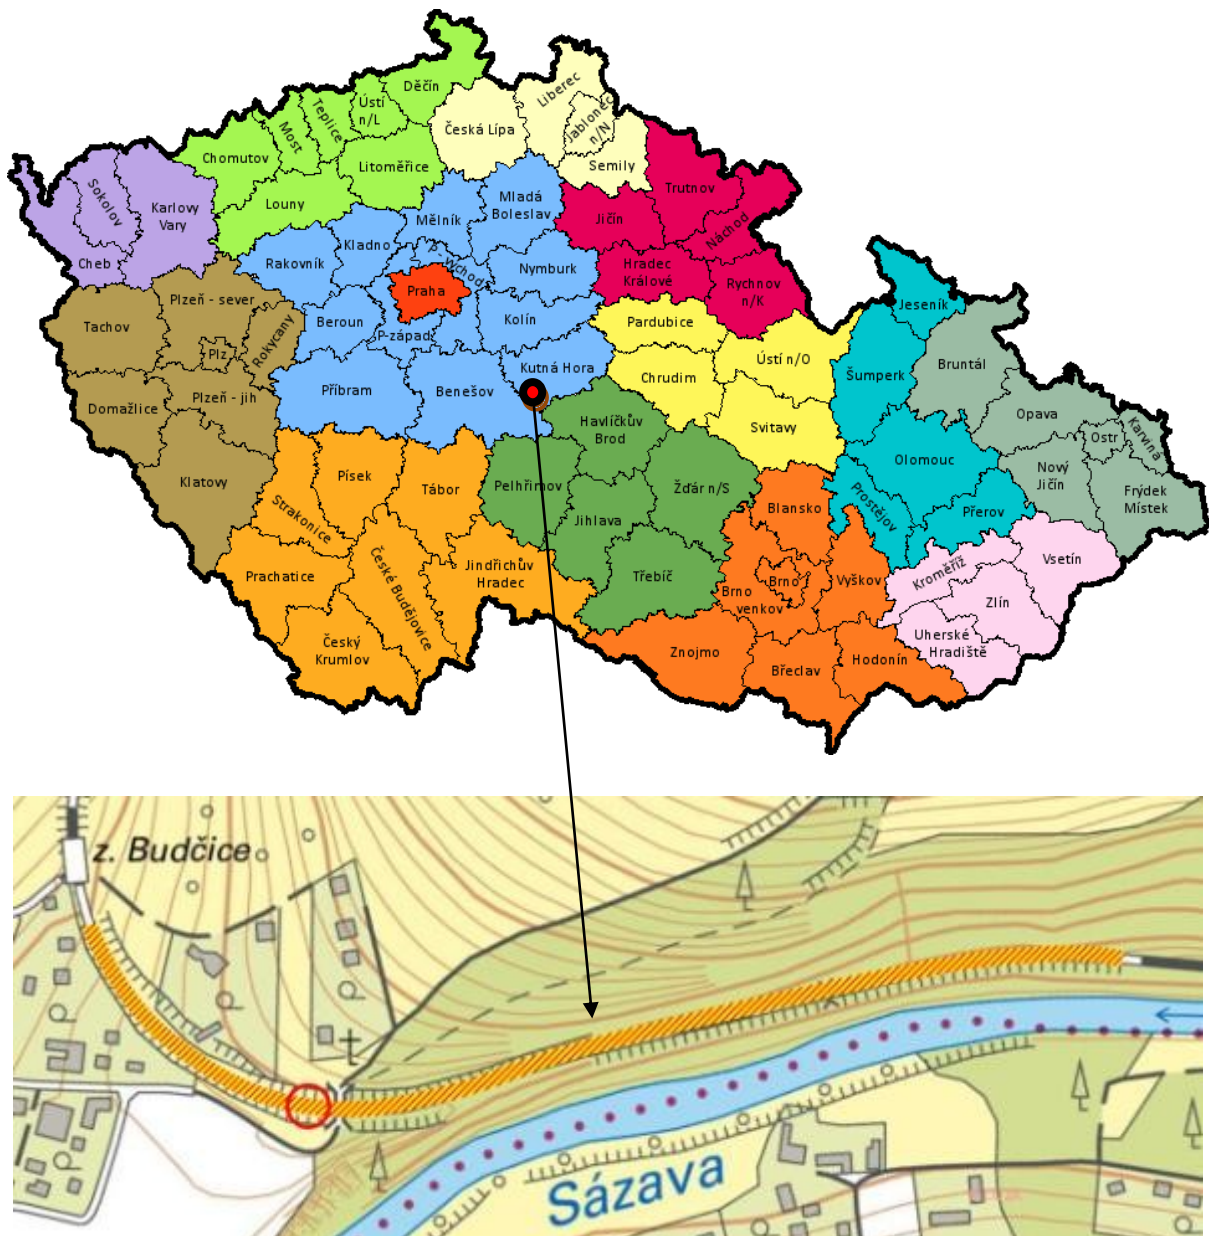 Děčín
Ústí
n/L
Teplice
Most
Chomutov
Litoměřice
Louny
Česká Lípa
Liberec
Jablonec
n/N
Semily
Sokolov
Karlovy
Vary
Cheb
Mladá
Boleslav
Mělník
Kladno
Rakovník
P-Vchod
Nymburk
Praha
Beroun
P-západ
Kolín
Kutná Hora
Příbram
Benešov
Jičín
Trutnov
Náchod
Hradec
Králové
Rychnov
n/K
Plzeň - sever
Tachov
Plz
Rokycany
Domažlice
Plzeň - jih
Klatovy
Pardubice
Chrudim
Ústí n/O
Svitavy
Jeseník
Šumperk
Olomouc
Prostějov
Přerov
Bruntál
Opava
Ostr
Karviná
Nový
Jičín
Frýdek
Místek
Havlíčkův
Brod
Pelhřimov
Žďár n/S
Jihlava
Třebíč
Písek
Tábor
Strakonice
Prachatice
České Budějovice
Jindřichův
Hradec
Český
Krumlov
Blansko
Brno
Brno
venkov
Vyškov
Znojmo
Břeclav
Hodonín
Kroměříž
Vsetín
Zlín
Uherské
Hradiště
z. Budčice
Sázava